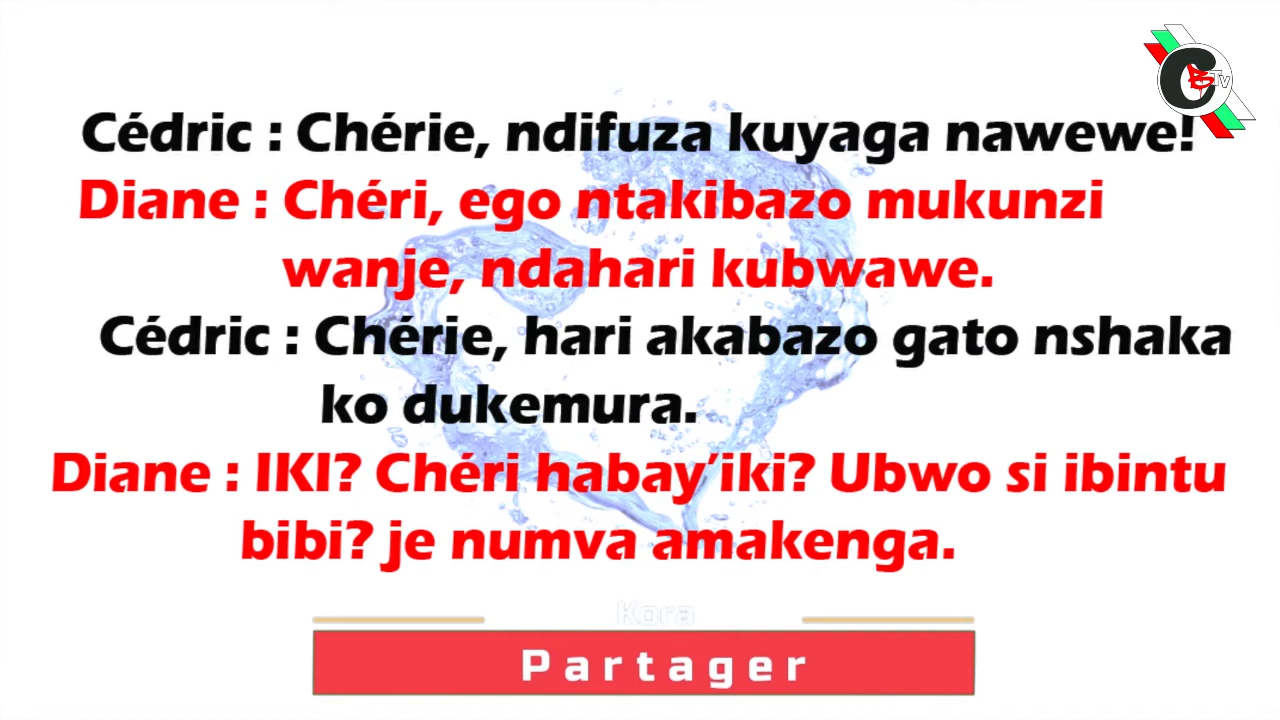 CBTv
Cédric : Chérie, ndifuza kuyaga nawewe!
Diane : Chéri, ego ntakibazo mukunzi
wanje, ndahari kubwawe.
Cédric : Chérie, hari akabazo gato nshaka
ko dukemura.
Diane : IKI? Chéri habay'iki? Ubwo si ibintu
bibi? je numva amakenga.
Kora
Partager